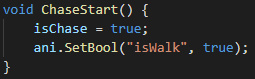 void ChaseStart() {
    isChase = true;
    ani.SetBool("isWalk", true);
}